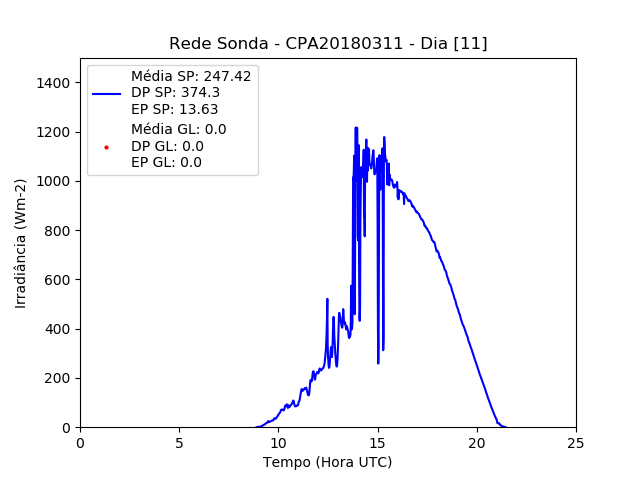 Rede Sonda - CPA20180311 - Dia [11]
Média SP: 247.42
DP SP: 374.3
EP SP: 13.63
Média GL: 0.0
DP GL: 0.0
EP GL: 0.0
Irradiância (Wm-2)
1400
1200
1000
800
600
400
200
0
0 5 10 15 20 25
Tempo (Hora UTC)